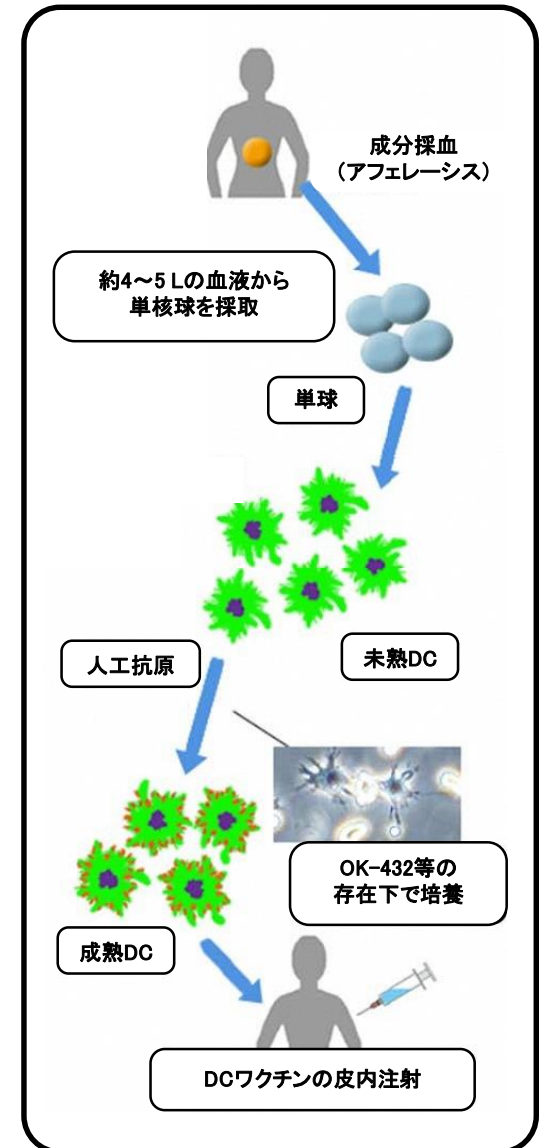 成分採血
（アフェレーシス）
約4～5 Lの血液から
単核球を採取
単球
未熟DC
人工抗原
OK-432等の
存在下で培養
成熟DC
DCワクチンの皮内注射